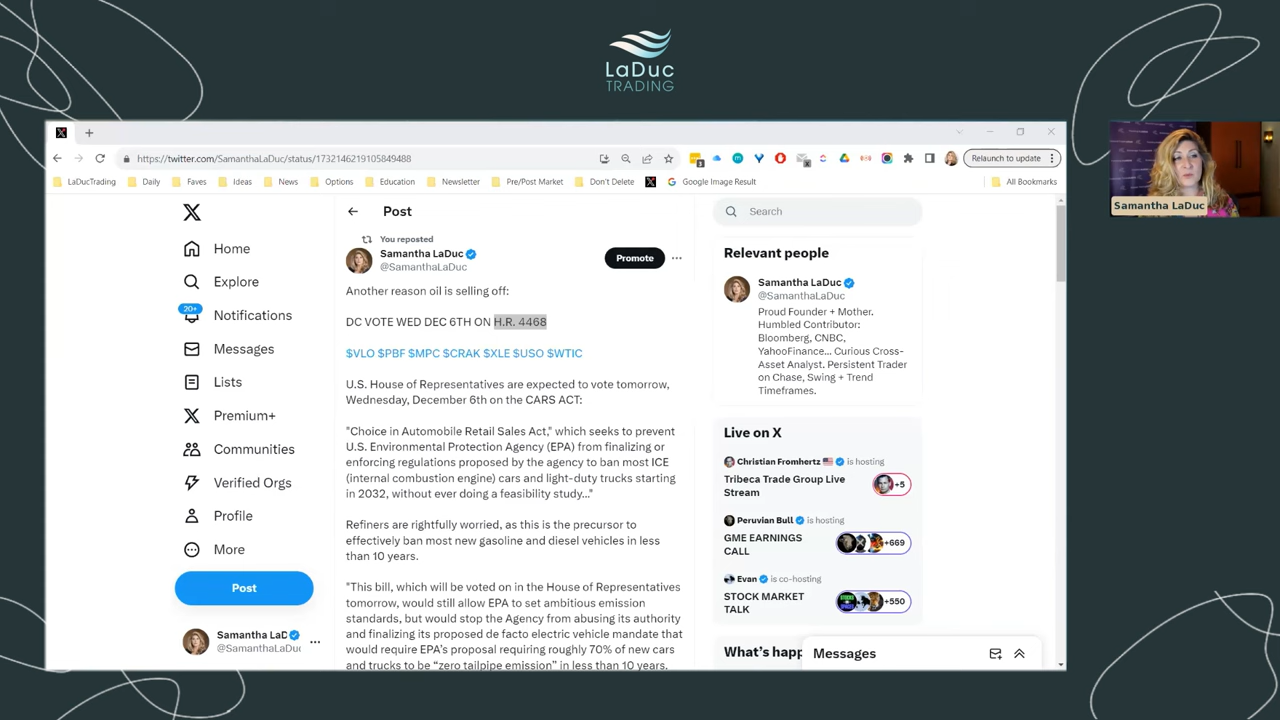 LaDuc
TRADING
https://twitter.com/SamanthaLaDuc/status/1732146219105849488
Relaunch to update
LaDucTrading
Daily
Faves
Ideas
News
Options
Education
Newsletter
Pre/Post Market
Don't Delete
Google Image Result
All Bookmarks
Samantha LaDuc
Home
Explore
20+
Notifications
Messages
Lists
Premium+
Communities
Verified Orgs
Profile
More
Post
Samantha LaD
@SamanthaLaDuc
Post
You reposted
Samantha LaDuc
@SamanthaLaDuc
Promote
Another reason oil is selling off:
DC VOTE WED DEC 6TH ON H.R. 4468
$VLO $PBF $MPC $CRAK $XLE $USO $WTIC
U.S. House of Representatives are expected to vote tomorrow,
Wednesday, December 6th on the CARS ACT:
"Choice in Automobile Retail Sales Act," which seeks to prevent
U.S. Environmental Protection Agency (EPA) from finalizing or
enforcing regulations proposed by the agency to ban most ICE
(internal combustion engine) cars and light-duty trucks starting
in 2032, without ever doing a feasibility study..."
Refiners are rightfully worried, as this is the precursor to
effectively ban most new gasoline and diesel vehicles in less
than 10 years.
"This bill, which will be voted on in the House of Representatives
tomorrow, would still allow EPA to set ambitious emission
standards, but would stop the Agency from abusing its authority
and finalizing its proposed de facto electric vehicle mandate that
would require EPA's proposal requiring roughly 70% of new cars
and trucks to be "zero tailpipe emission" in less than 10 years.
Search
Relevant people
Samantha LaDuc
@SamanthaLaDuc
Proud Founder + Mother.
Humbled Contributor:
Bloomberg, CNBC,
YahooFinance... Curious Cross-
Asset Analyst. Persistent Trader
on Chase, Swing + Trend
Timeframes.
Live on X
Christian Fromhertz is hosting
Tribeca Trade Group Live
Stream
+5
Peruvian Bull is hosting
GME EARNINGS
CALL
+669
Evan is co-hosting
STOCK MARKET
TALK
+550
What's happ
Messages